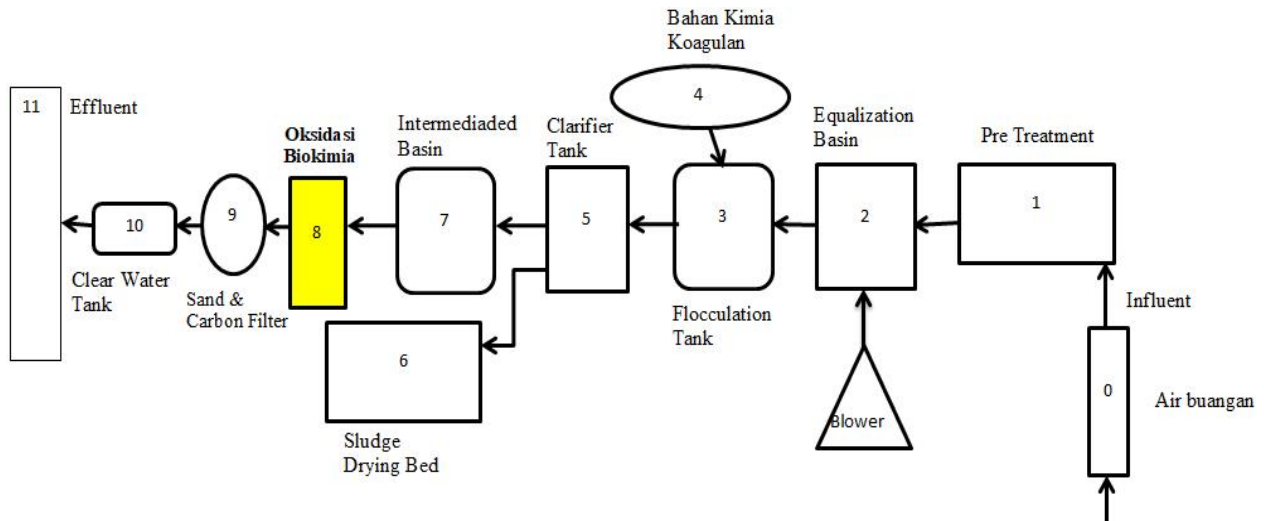 Bahan Kimia
Koagulan
4
11
Effluent
Oksidasi
Biokimia
Intermediaded
Basin
Clarifier
Tank
Equalization
Basin
Pre Treatment
10
9
8
7
5
3
2
1
Clear Water
Tank
Sand &
Carbon Filter
Flocculation
Tank
Influent
6
Sludge
Drying Bed
Blower
0
Air buangan